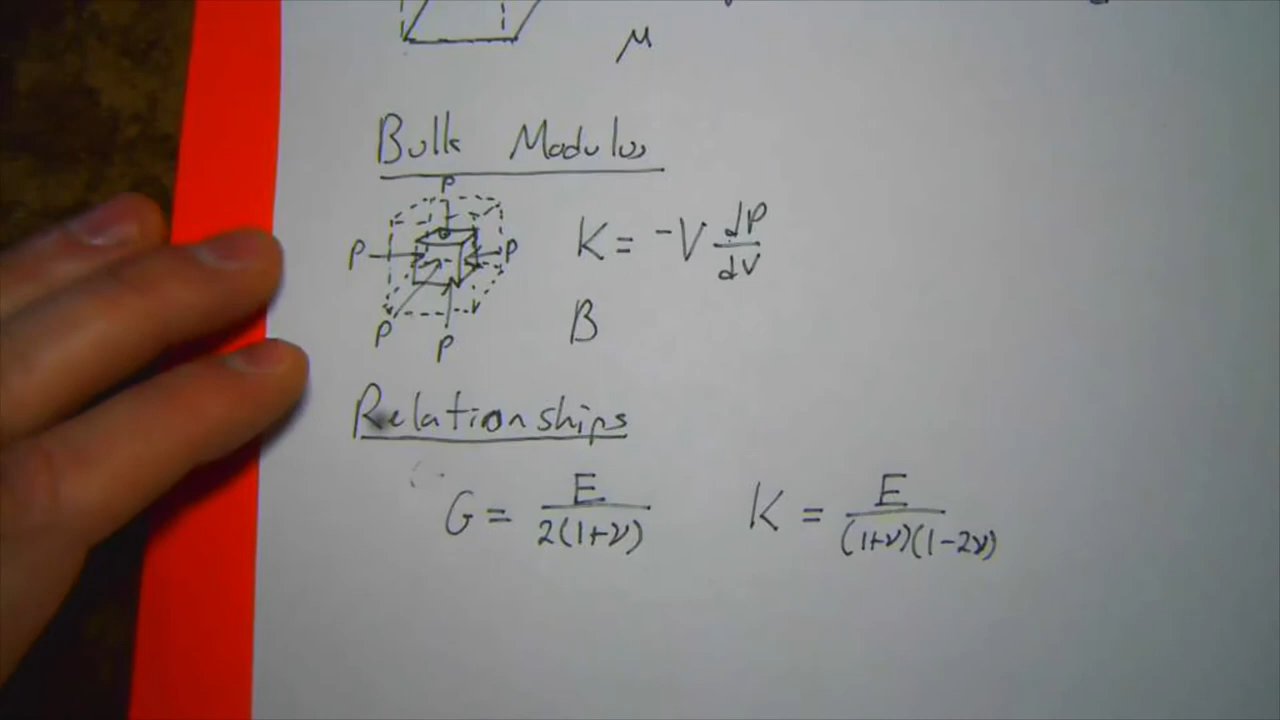 μ
Bulk Modulus
P
P P
K = -V dP/dV
P
P
B
Relationships
G = E/2(1+ν) K = E/(1+ν)(1-2ν)